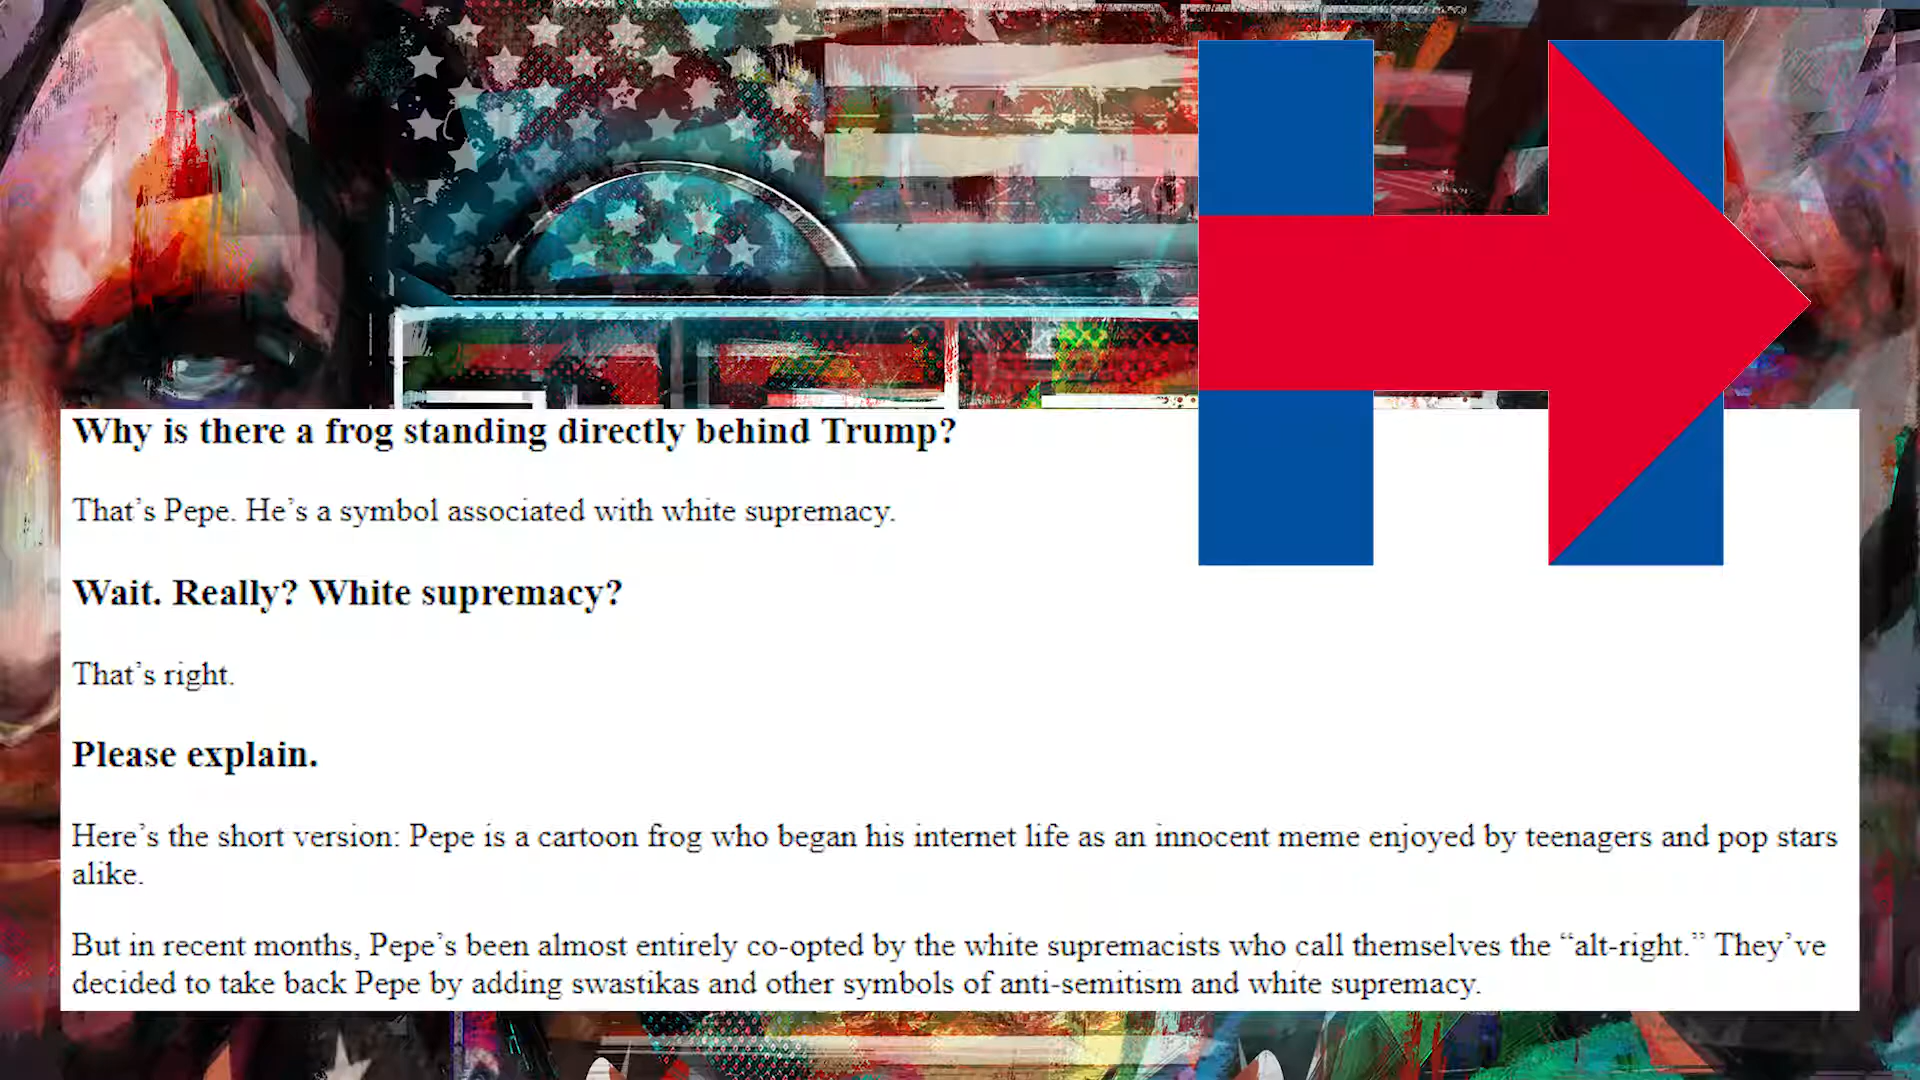 Why is there a frog standing directly behind Trump?
That’s Pepe. He’s a symbol associated with white supremacy.
Wait. Really? White supremacy?
That’s right.
Please explain.
Here’s the short version: Pepe is a cartoon frog who began his internet life as an innocent meme enjoyed by teenagers and pop stars
alike.
But in recent months, Pepe’s been almost entirely co-opted by the white supremacists who call themselves the “alt-right.” They’ve
decided to take back Pepe by adding swastikas and other symbols of anti-semitism and white supremacy.